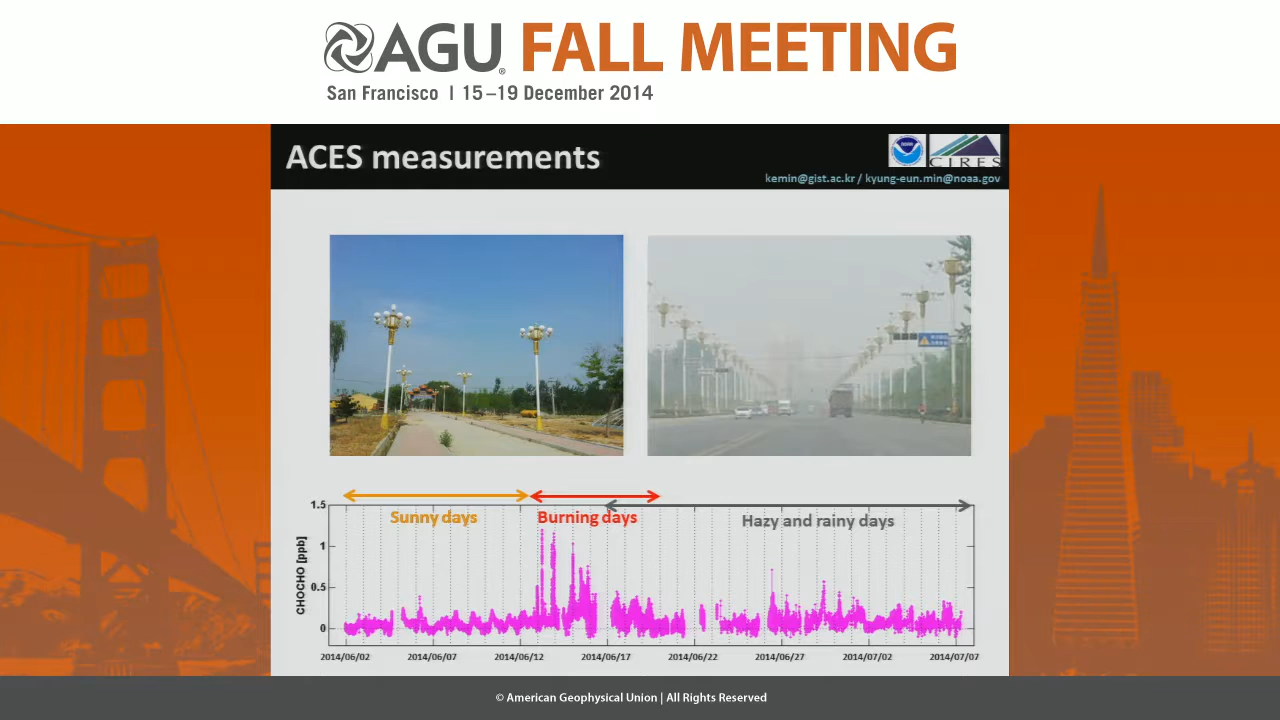 AGU FALL MEETING
San Francisco | 15–19 December 2014
ACES measurements
NOAA
CIRES
kemin@gist.ac.kr / kyung-eun.min@noaa.gov
Sunny days
Burning days
Hazy and rainy days
CHOCHO [ppb]
1.5
1
0.5
0
2014/06/02 2014/06/07 2014/06/12 2014/06/17 2014/06/22 2014/06/27 2014/07/02 2014/07/07
© American Geophysical Union | All Rights Reserved